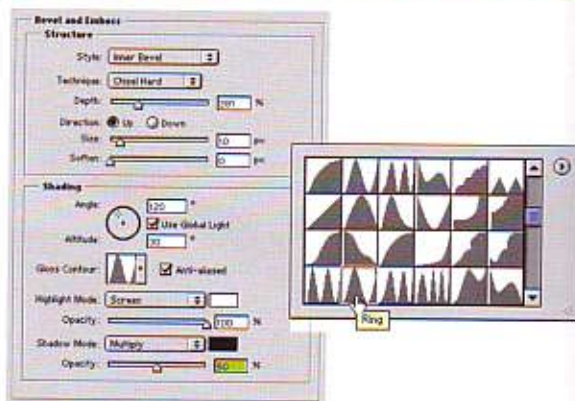 Bevel and Emboss
Structure
Style: Inner Bevel
Technique: Chisel Hard
Depth: %
Direction: Up Down
Size: 10 px
Soften: 0 px
Shading
Angle: 120 °
Use Global Light
Altitude: 30 °
Gloss Contour: Anti-aliased
Highlight Mode: Screen
Opacity: 100 %
Shadow Mode: Multiply
Opacity: %
Ring